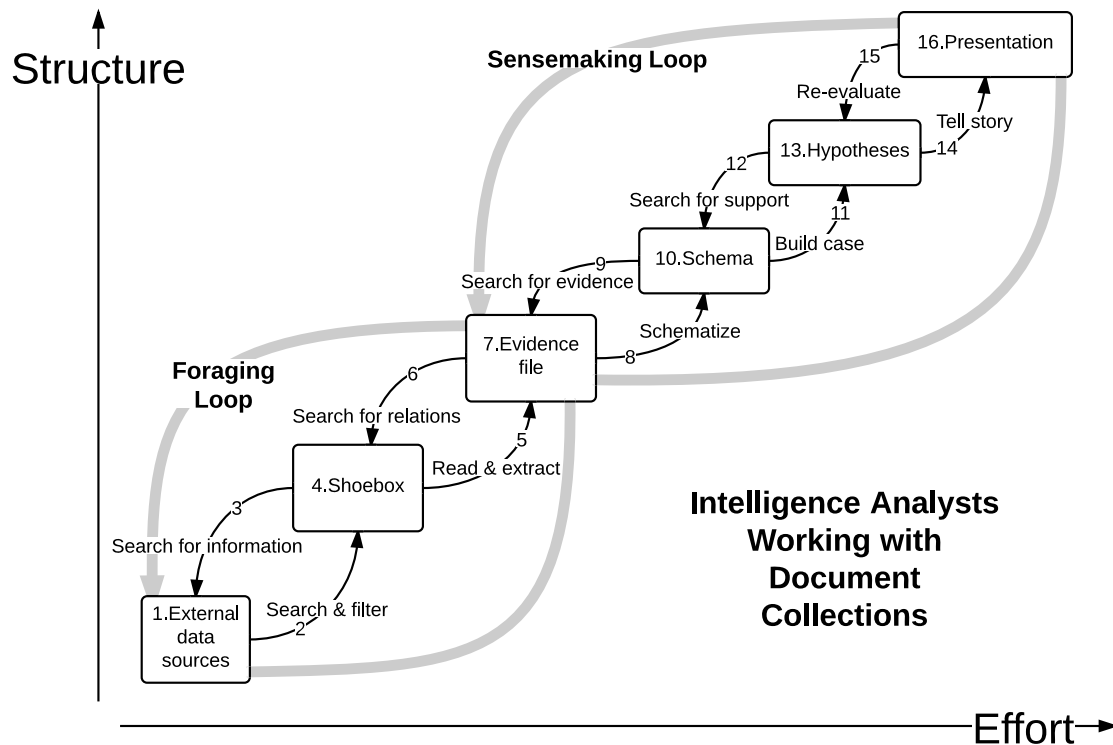 Structure
Sensemaking Loop
16.Presentation
15
Re-evaluate
Tell story
14
13.Hypotheses
12
Search for support
11
Build case
10.Schema
9
Search for evidence
Schematize
8
7.Evidence
file
Foraging
Loop
6
Search for relations
5
Read & extract
4.Shoebox
3
Search for information
Search & filter
2
1.External
data
sources
Intelligence Analysts
Working with
Document
Collections
Effort